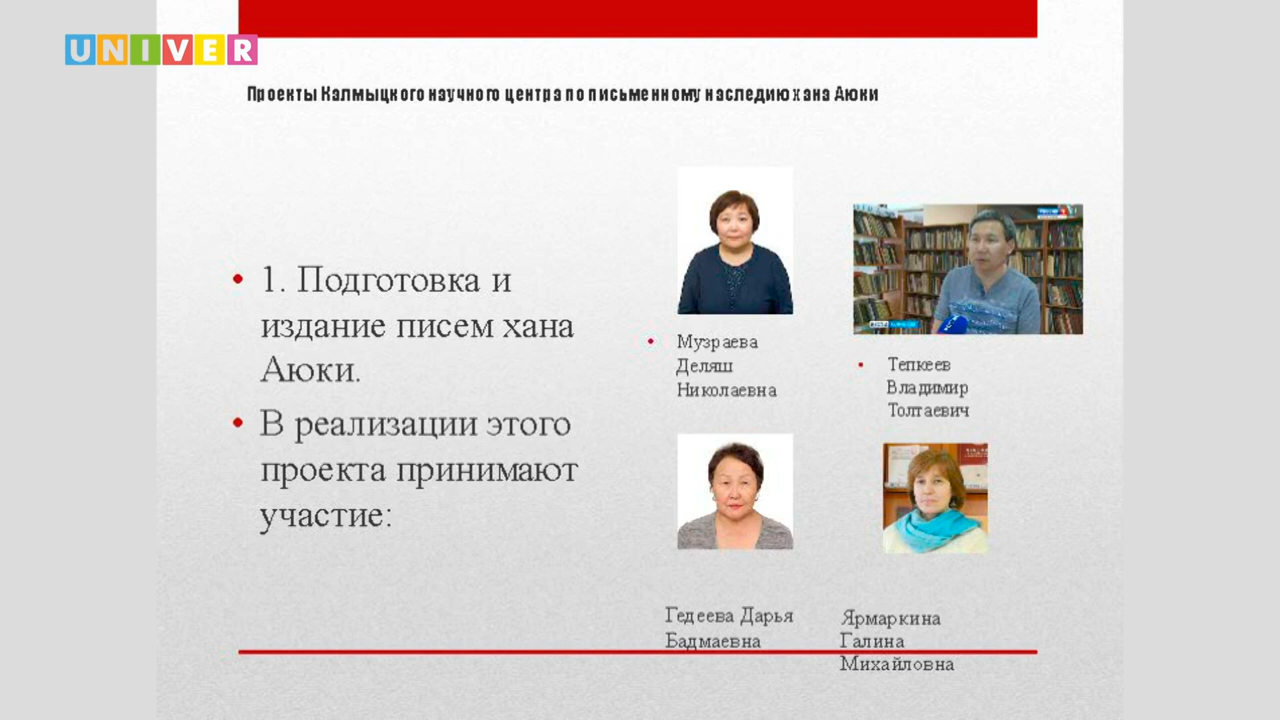 UNIVER
Проекты Калмыцкого научного центра по письменному наследию хана Аюки
• 1. Подготовка и
издание писем хана
Аюки.
• В реализации этого
проекта принимают
участие:
• Музраева
Деляш
Николаевна
• Тепкеев
Владимир
Толтаевич
Гедеева Дарья
Бадмаевна
Ярмаркина
Галина
Михайловна